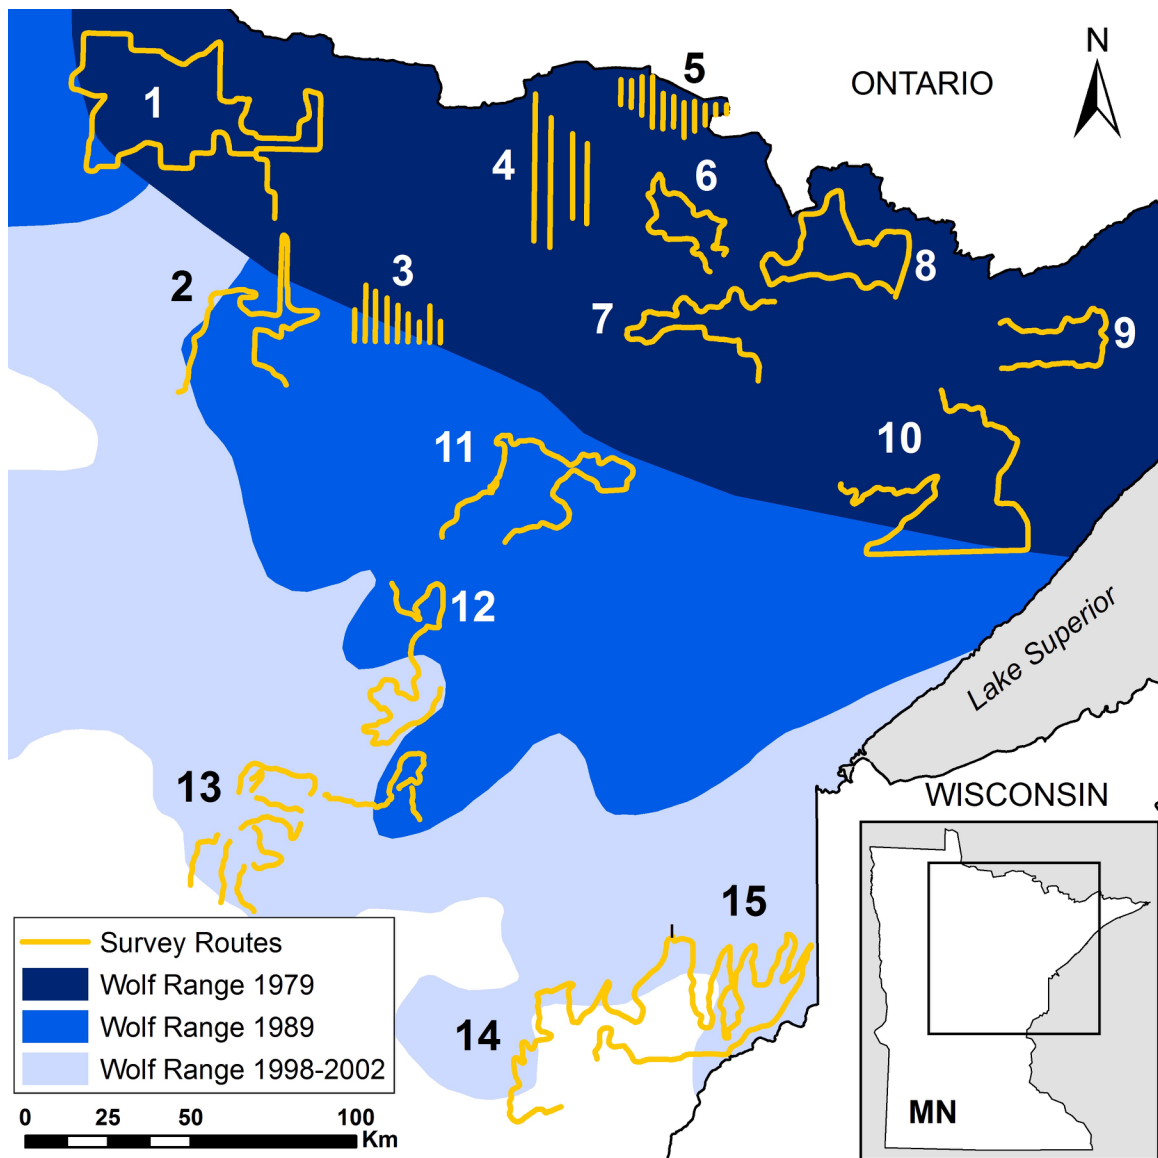 N
ONTARIO
5
1
4
6
3
8
2
7
9
10
11
12
Lake Superior
13
WISCONSIN
15
14
MN
Survey Routes
Wolf Range 1979
Wolf Range 1989
Wolf Range 1998-2002
0 25 50 100
Km